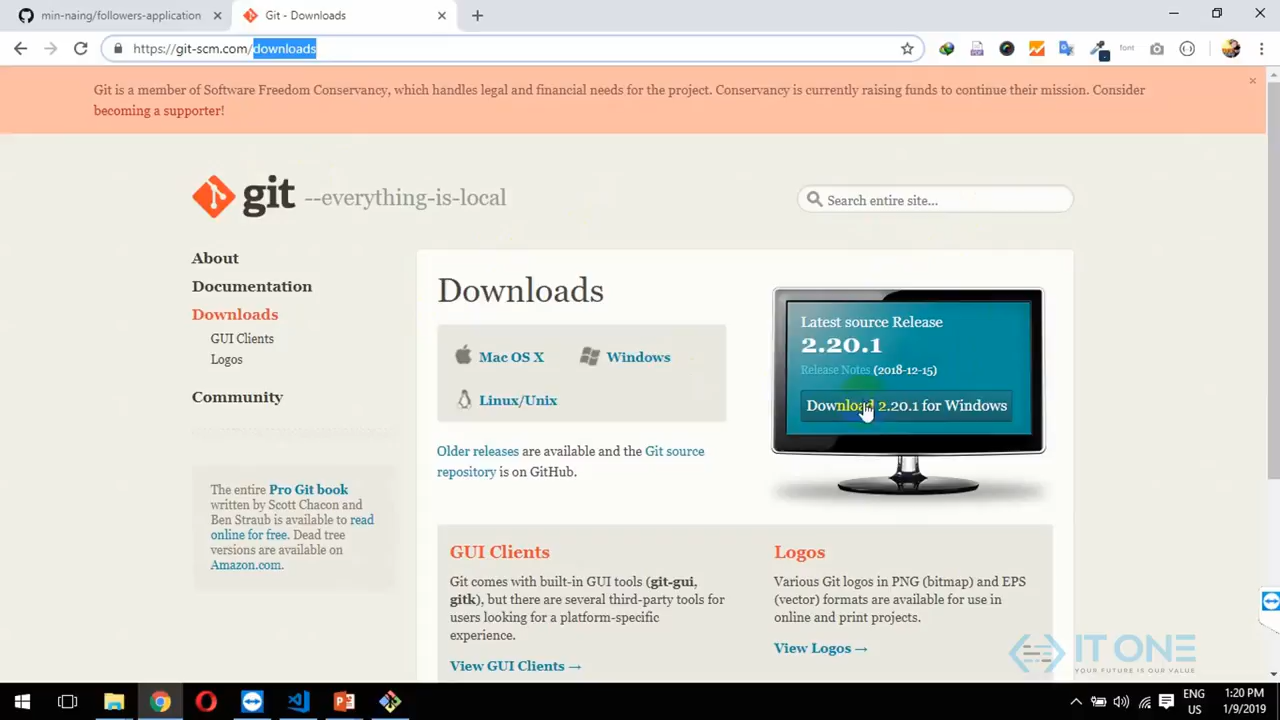 min-naing/followers-application
Git - Downloads
https://git-scm.com/downloads
font
Git is a member of Software Freedom Conservancy, which handles legal and financial needs for the project. Conservancy is currently raising funds to continue their mission. Consider
becoming a supporter!
git --everything-is-local
Search entire site...
About
Documentation
Downloads
GUI Clients
Logos
Community
The entire Pro Git book
written by Scott Chacon and
Ben Straub is available to read
online for free. Dead tree
versions are available on
Amazon.com.
Downloads
Mac OS X
Windows
Linux/Unix
Older releases are available and the Git source
repository is on GitHub.
Latest source Release
2.20.1
Release Notes (2018-12-15)
Download 2.20.1 for Windows
GUI Clients
Git comes with built-in GUI tools (git-gui,
gitk), but there are several third-party tools for
users looking for a platform-specific
experience.
View GUI Clients →
Logos
Various Git logos in PNG (bitmap) and EPS
(vector) formats are available for use in
online and print projects.
View Logos →
IT ONE
YOUR FUTURE IS OUR VALUE
ENG
US
1:20 PM
1/9/2019